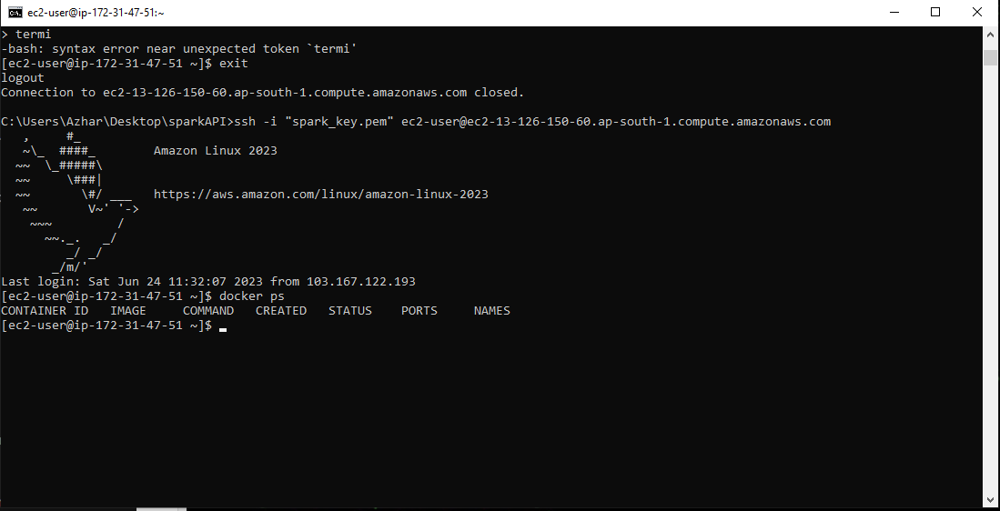 ec2-user@ip-172-31-47-51:~
> termi
-bash: syntax error near unexpected token `termi'
[ec2-user@ip-172-31-47-51 ~]$ exit
logout
Connection to ec2-13-126-150-60.ap-south-1.compute.amazonaws.com closed.

C:\Users\Azhar\Desktop\sparkAPI>ssh -i "spark_key.pem" ec2-user@ec2-13-126-150-60.ap-south-1.compute.amazonaws.com
   ,     #_
   ~\_  ####_        Amazon Linux 2023
  ~~  \_#####\
  ~~     \###|
  ~~       \#/ ___   https://aws.amazon.com/linux/amazon-linux-2023
   ~~       V~' '->
    ~~~         /
      ~~._.   _/
         _/ _/
       _/m/'
Last login: Sat Jun 24 11:32:07 2023 from 103.167.122.193
[ec2-user@ip-172-31-47-51 ~]$ docker ps
CONTAINER ID   IMAGE     COMMAND   CREATED   STATUS    PORTS     NAMES
[ec2-user@ip-172-31-47-51 ~]$